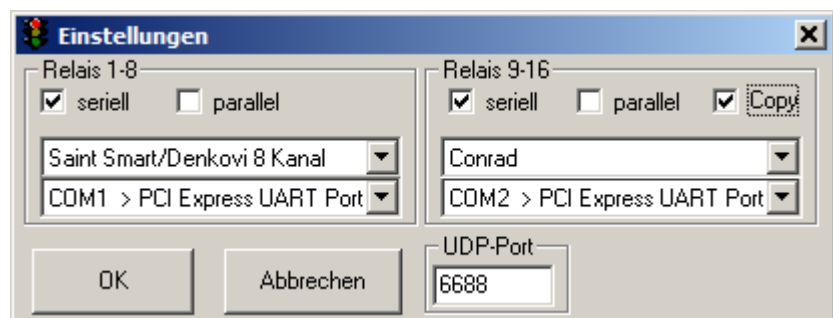 Einstellungen
Relais 1-8
seriell parallel
Saint Smart/Denkovi 8 Kanal
COM1 > PCI Express UART Port
Relais 9-16
seriell parallel Copy
Conrad
COM2 > PCI Express UART Port
OK Abbrechen
UDP-Port
6688